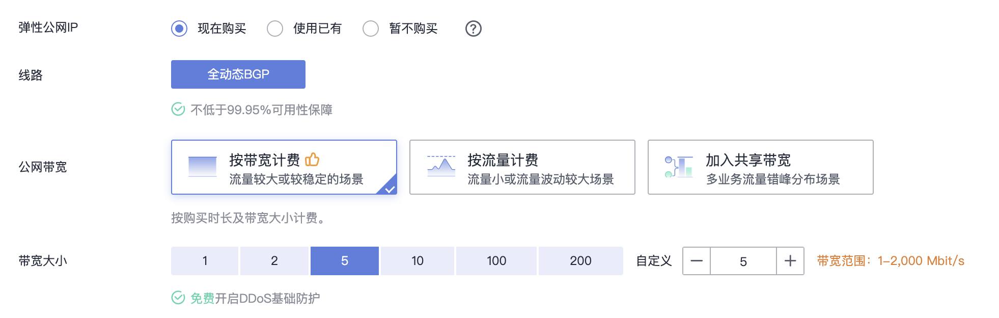 弹性公网IP 现在购买 使用已有 暂不购买 ?
线路 全动态BGP
不低于99.95%可用性保障
公网带宽
按带宽计费
流量较大或较稳定的场景
按流量计费
流量小或流量波动较大场景
加入共享带宽
多业务流量错峰分布场景
按购买时长及带宽大小计费。
带宽大小 1 2 5 10 100 200 自定义 — 5 + 带宽范围：1–2,000 Mbit/s
免费开启DDoS基础防护